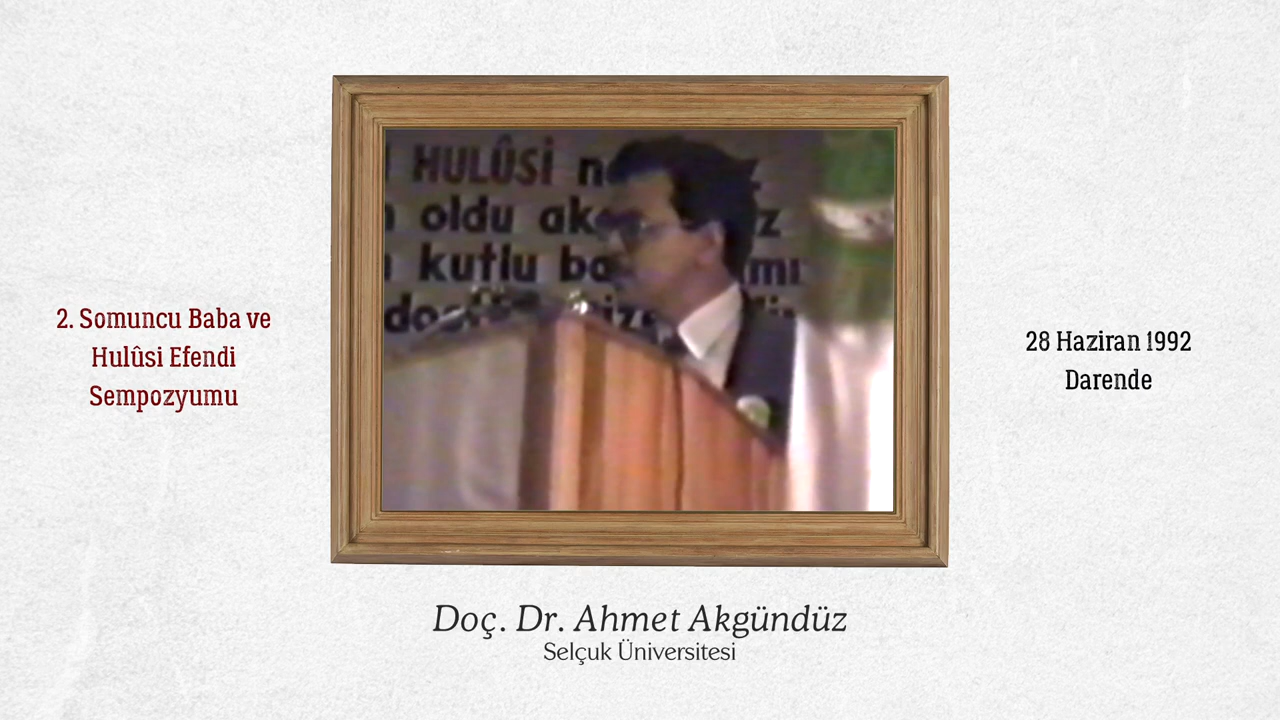 HULÛSİ
oldu
kutlu
2. Somuncu Baba ve
Hulûsi Efendi
Sempozyumu
28 Haziran 1992
Darende
Doç. Dr. Ahmet Akgündüz
Selçuk Üniversitesi